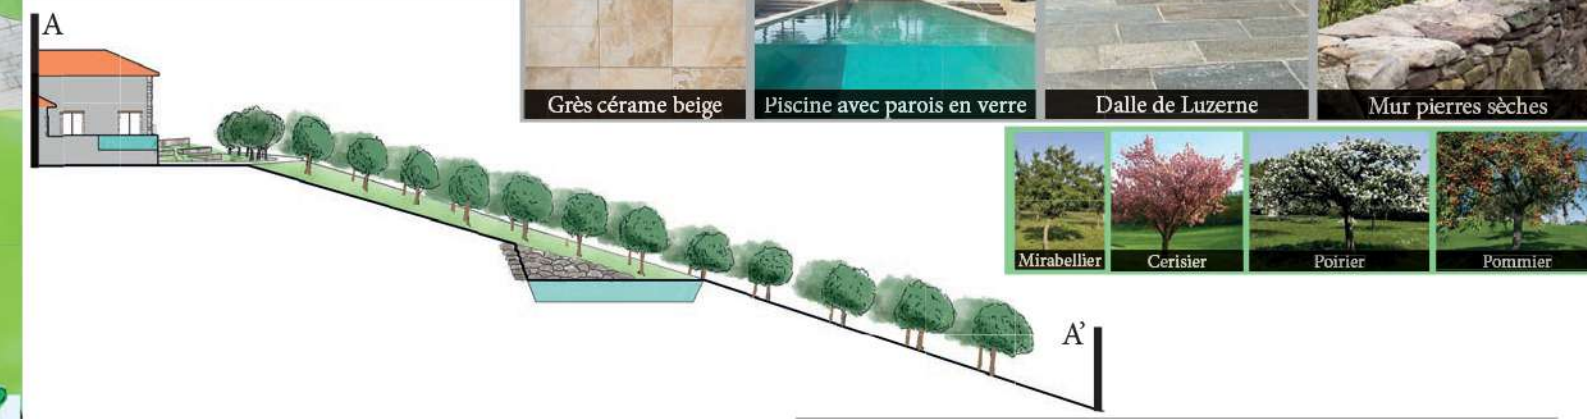 A
Grès cérame beige
Piscine avec parois en verre
Dalle de Luzerne
Mur pierres sèches
Mirabellier
Cerisier
Poirier
Pommier
A'